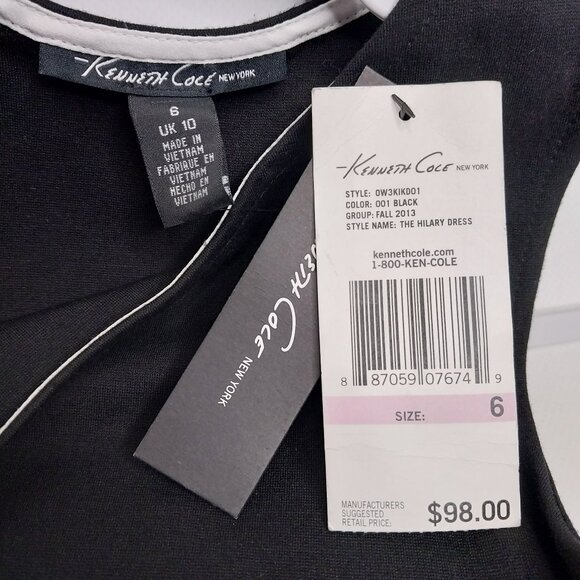 KENNETH COLE NEW YORK
6
UK 10
MADE IN
VIETNAM
FABRIQUE EN
VIETNAM
HECHO EN
VIETNAM
NETH COLE NEW YORK
KENNETH COLE NEW YORK
STYLE: 0W3KIKD01
COLOR: 001 BLACK
GROUP: FALL 2013
STYLE NAME: THE HILARY DRESS
kennethcole.com
1-800-KEN-COLE
8 87059 07674 9
SIZE: 6
MANUFACTURERS
SUGGESTED
RETAIL PRICE: $98.00